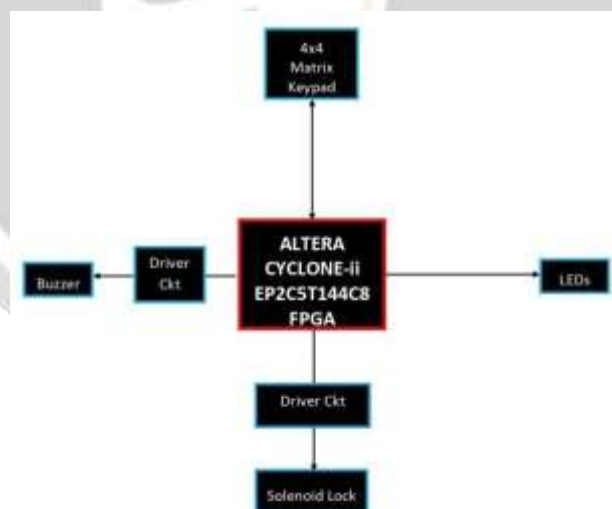 4x4
Matrix
Keypad
ALTERA
CYCLONE-ii
EP2C5T144C8
FPGA
Driver
Ckt
Buzzer
LEDs
Driver Ckt
Solenoid Lock